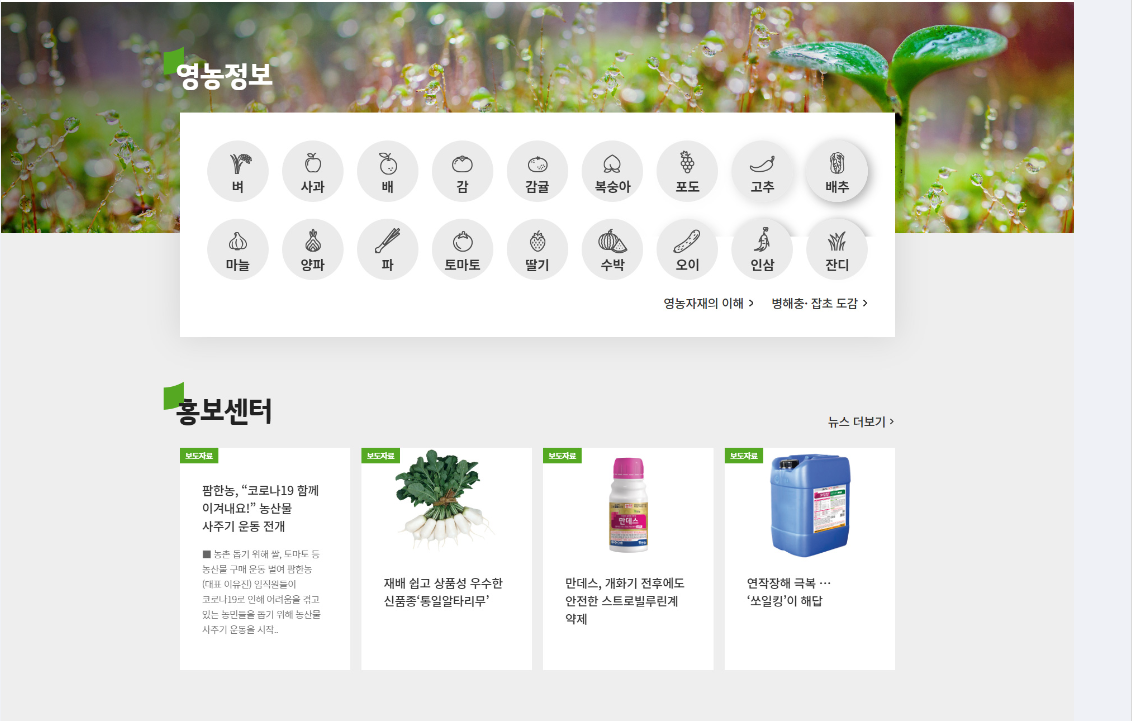 영농정보
벼
사과
배
감
감귤
복숭아
포도
고추
배추
마늘
양파
파
토마토
딸기
수박
오이
인삼
잔디
영농자재의 이해 >
병해충· 잡초 도감 >
홍보센터
뉴스 더보기 >
보도자료
팜한농, “코로나19 함께
이겨내요!” 농산물
사주기 운동 전개
■ 농촌 돕기 위해 쌀, 토마토 등
농산물 구매 운동 벌여 팜한농
(대표 이유진) 임직원들이
코로나19로 인해 어려움을 겪고
있는 농민들을 돕기 위해 농산물
사주기 운동을 시작..
보도자료
재배 쉽고 상품성 우수한
신품종‘통일알타리무’
보도자료
만데스
만데스, 개화기 전후에도
안전한 스트로빌루린계
약제
보도자료
연작장해 극복 …
‘쏘일킹’이 해답